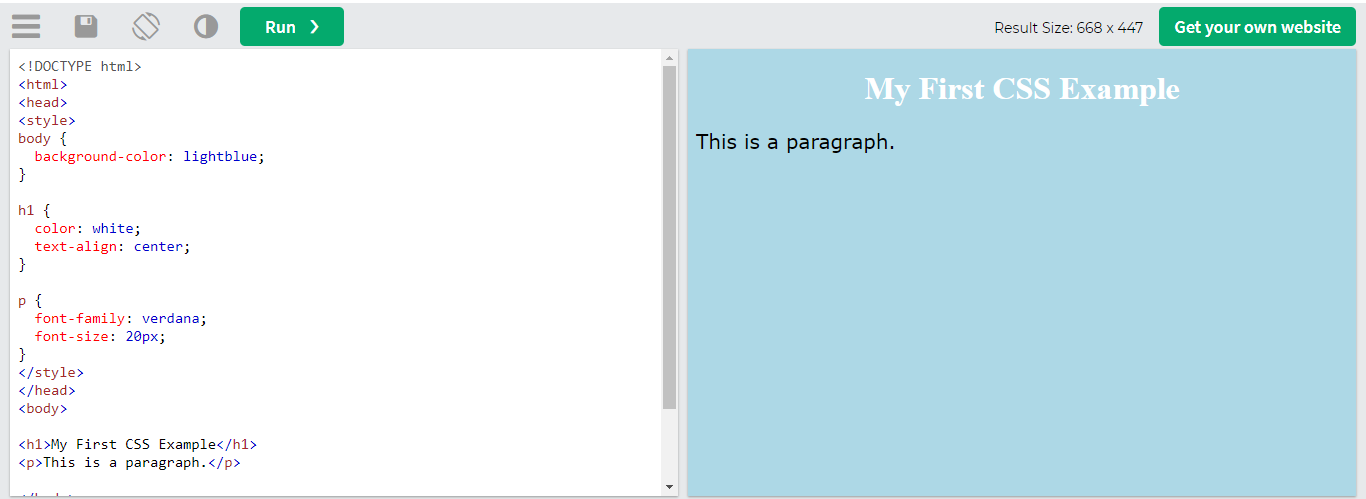 Run ❯
Result Size: 668 x 447
Get your own website
<!DOCTYPE html>
<html>
<head>
<style>
body {
  background-color: lightblue;
}

h1 {
  color: white;
  text-align: center;
}

p {
  font-family: verdana;
  font-size: 20px;
}
</style>
</head>
<body>

<h1>My First CSS Example</h1>
<p>This is a paragraph.</p>

My First CSS Example
This is a paragraph.